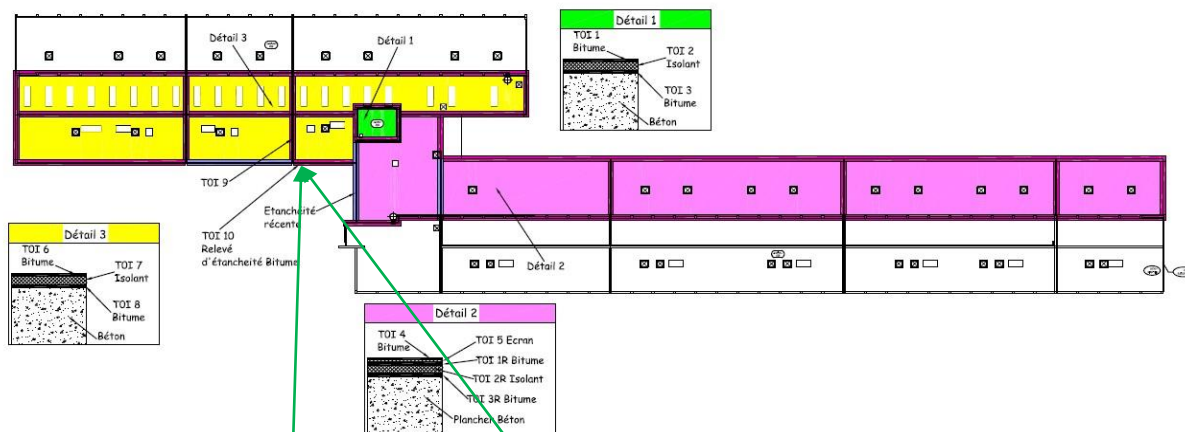 Détail 1
TOI 1
Bitume
TOI 2
Isolant
TOI 3
Bitume
Béton
Détail 3
Détail 1
TOI 9
TOI 10
Relevé
d'étancheité Bitume
Etancheité
récente
Détail 2
Détail 3
TOI 6
Bitume
TOI 7
Isolant
TOI 8
Bitume
Béton
Détail 2
TOI 4
Bitume
TOI 5 Ecran
TOI 1R Bitume
TOI 2R Isolant
TOI 3R Bitume
Plancher Béton